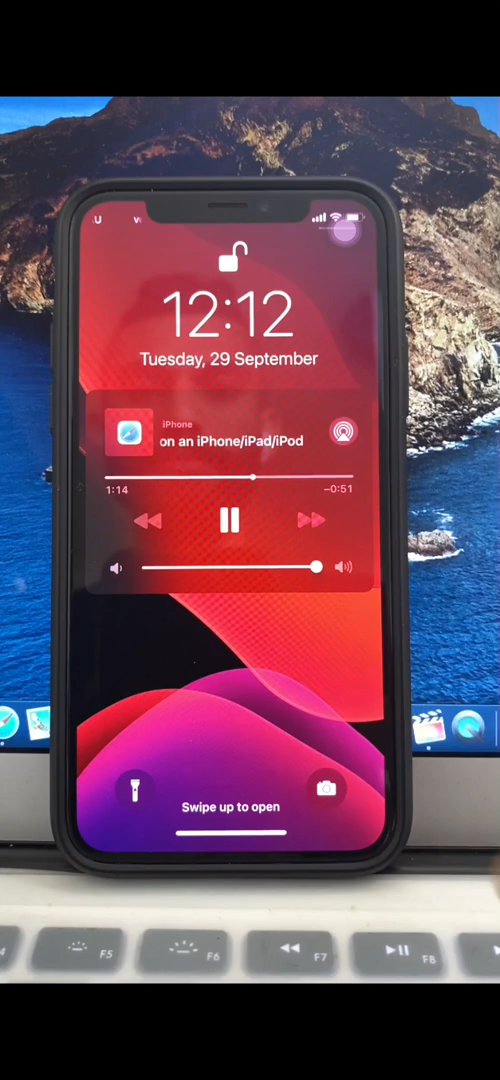 .U
12:12
Tuesday, 29 September
iPhone
on an iPhone/iPad/iPod
1:14 −0:51
Swipe up to open
F5 F6 F7 F8